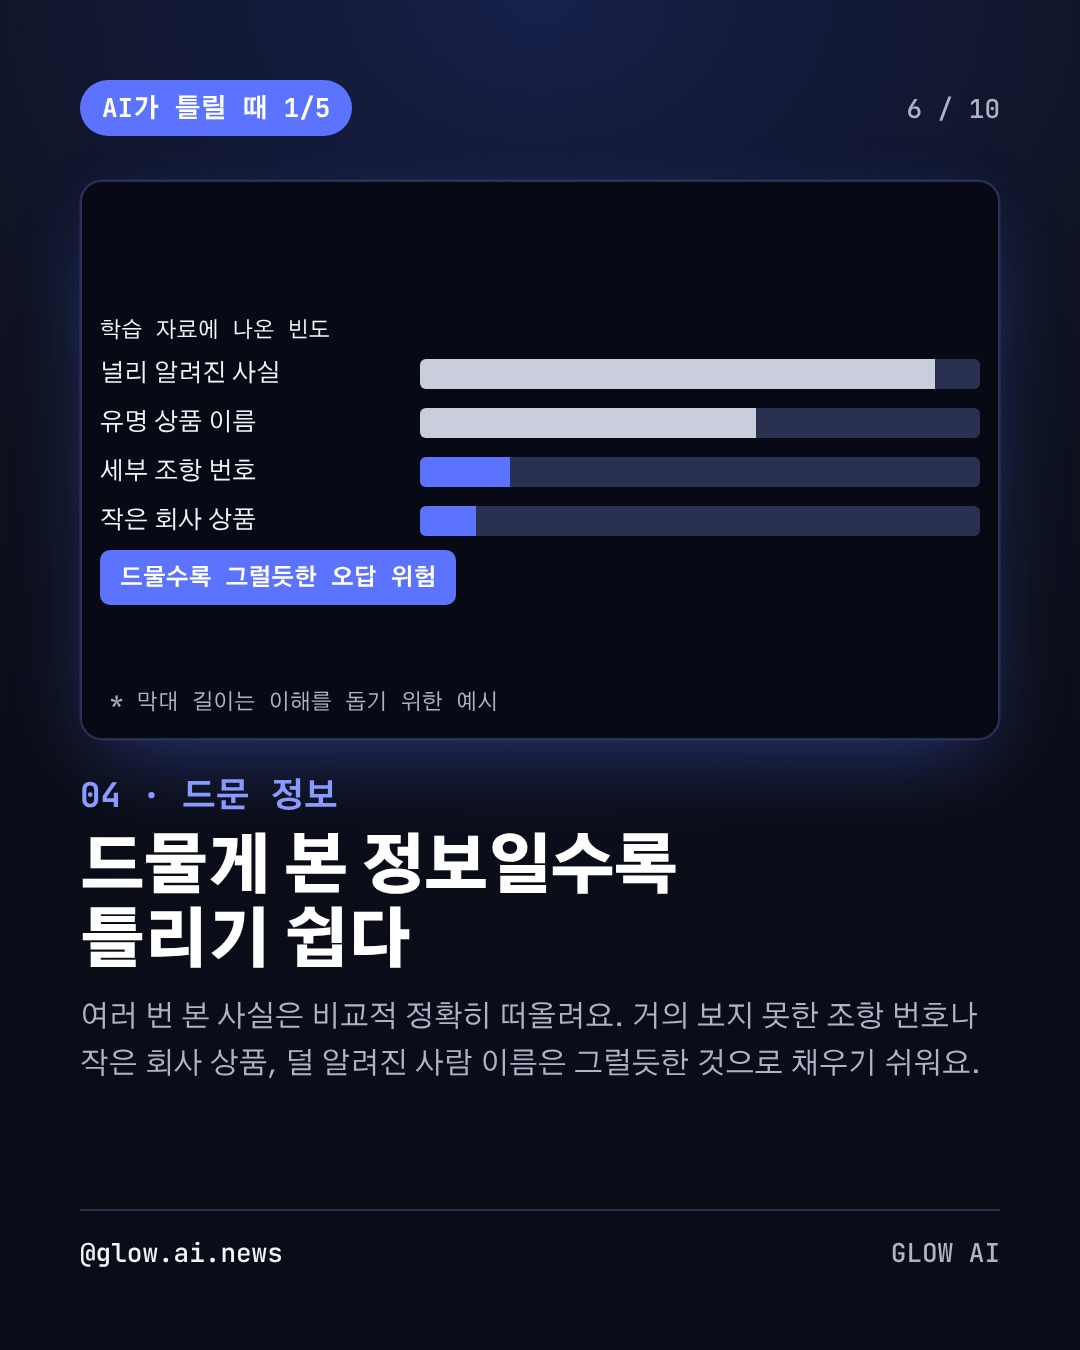 AI가 틀릴 때 1/5
6 / 10
학습 자료에 나온 빈도
널리 알려진 사실
유명 상품 이름
세부 조항 번호
작은 회사 상품
드물수록 그럴듯한 오답 위험
* 막대 길이는 이해를 돕기 위한 예시
04 · 드문 정보
드물게 본 정보일수록
틀리기 쉽다
여러 번 본 사실은 비교적 정확히 떠올려요. 거의 보지 못한 조항 번호나
작은 회사 상품, 덜 알려진 사람 이름은 그럴듯한 것으로 채우기 쉬워요.
@glow.ai.news
GLOW AI